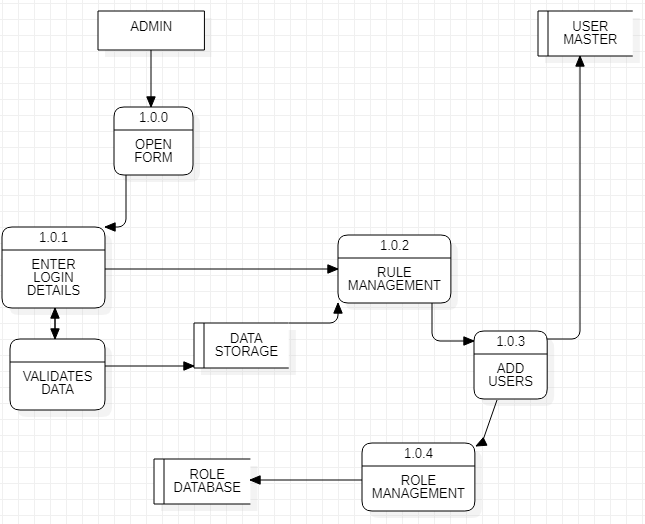 ADMIN
USER
MASTER
1.0.0
OPEN
FORM
1.0.1
ENTER
LOGIN
DETAILS
1.0.2
RULE
MANAGEMENT
DATA
STORAGE
VALIDATES
DATA
1.0.3
ADD
USERS
1.0.4
ROLE
MANAGEMENT
ROLE
DATABASE